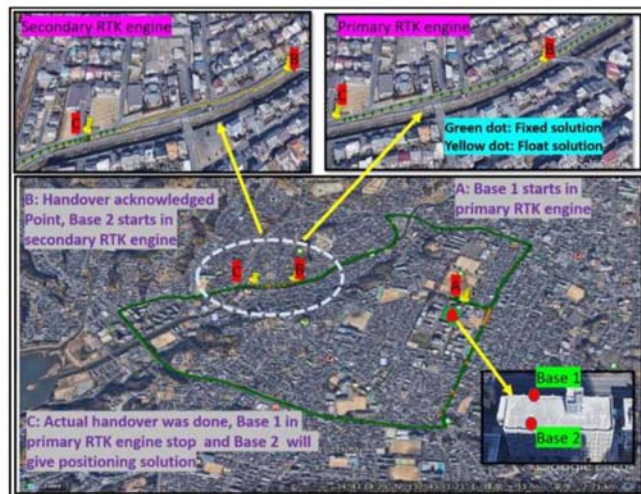 Secondary RTK engine
Primary RTK engine
B
C
B
C
Green dot: Fixed solution
Yellow dot: Float solution
B: Handover acknowledged
Point, Base 2 starts in
secondary RTK engine
A: Base 1 starts in
primary RTK engine
C
B
A
Base 1
Base 2
C: Actual handover was done, Base 1 in
primary RTK engine stop and Base 2 will
give positioning solution